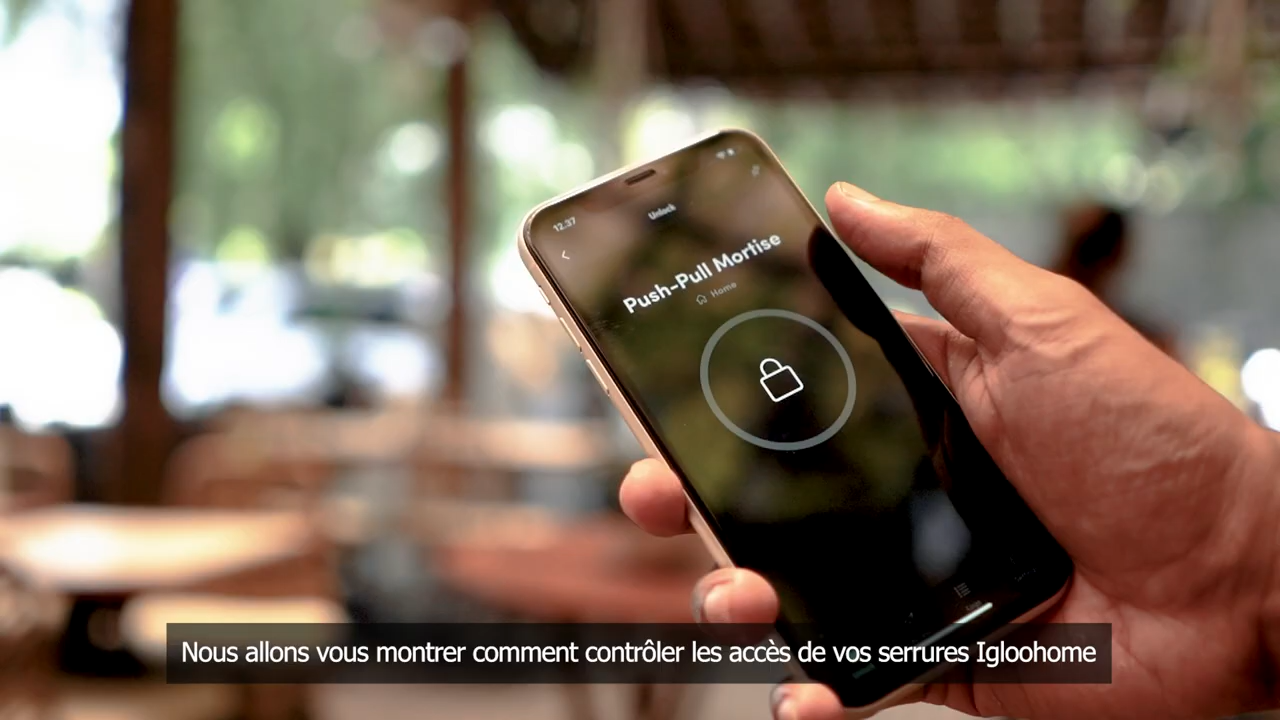 12.37
Unlock
Push-Pull Mortise
Home
Nous allons vous montrer comment contrôler les accès de vos serrures Igloohome